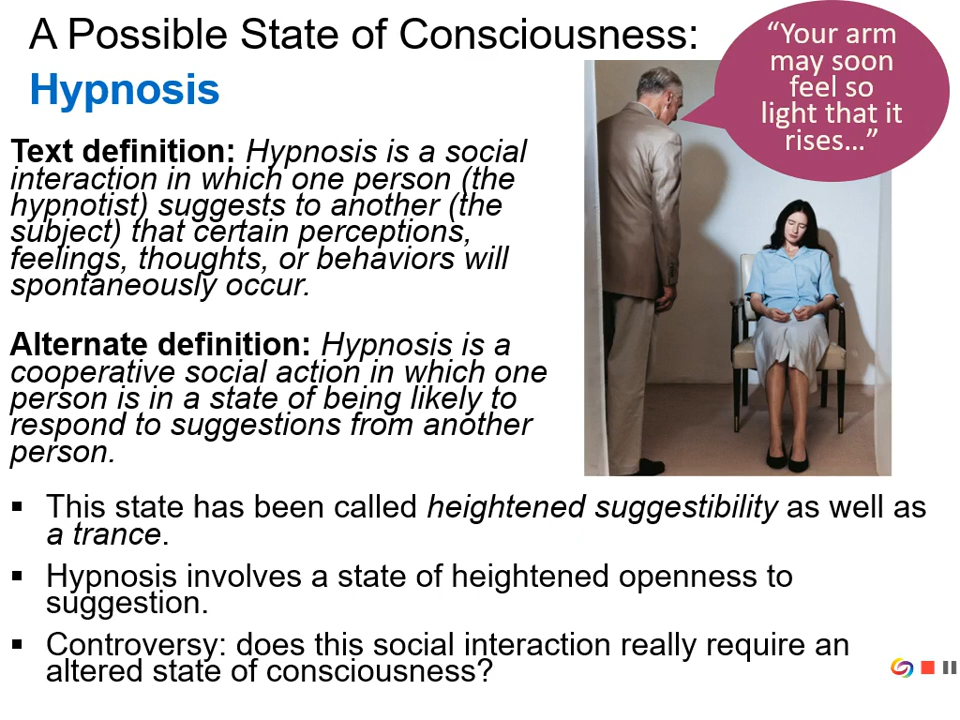 A Possible State of Consciousness:
Hypnosis
“Your arm
may soon
feel so
light that it
rises…”
Text definition: Hypnosis is a social
interaction in which one person (the
hypnotist) suggests to another (the
subject) that certain perceptions,
feelings, thoughts, or behaviors will
spontaneously occur.
Alternate definition: Hypnosis is a
cooperative social action in which one
person is in a state of being likely to
respond to suggestions from another
person.
▪ This state has been called heightened suggestibility as well as
a trance.
▪ Hypnosis involves a state of heightened openness to
suggestion.
▪ Controversy: does this social interaction really require an
altered state of consciousness?